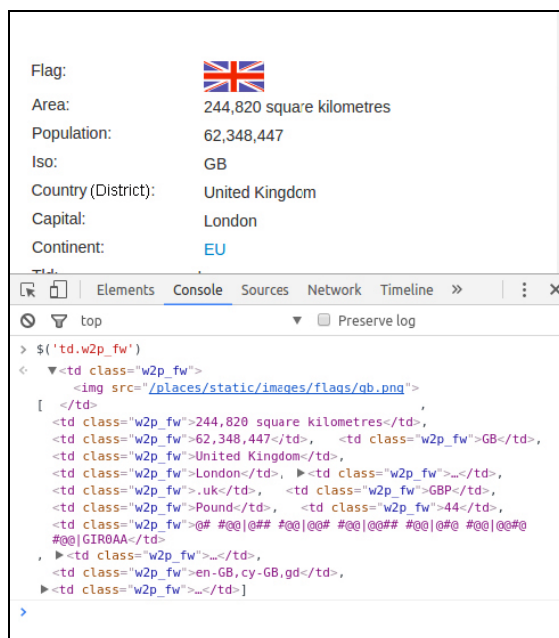 Flag:
Area: 244,820 square kilometres
Population: 62,348,447
Iso: GB
Country (District): United Kingdom
Capital: London
Continent: EU
Elements Console Sources Network Timeline »
top Preserve log
> $('td.w2p_fw')
<td class="w2p_fw">
<img src="/places/static/images/flags/gb.png">
[ </td> ,
<td class="w2p_fw">244,820 square kilometres</td>,
<td class="w2p_fw">62,348,447</td>, <td class="w2p_fw">GB</td>,
<td class="w2p_fw">United Kingdom</td>,
<td class="w2p_fw">London</td>, ▶<td class="w2p_fw">…</td>,
<td class="w2p_fw">.uk</td>, <td class="w2p_fw">GBP</td>,
<td class="w2p_fw">Pound</td>, <td class="w2p_fw">44</td>,
<td class="w2p_fw">@# #@@|@## #@@|@@# #@@|@@## #@@|@#@ #@@|@@#@
#@@|GIR0AA</td>
, ▶<td class="w2p_fw">…</td>,
<td class="w2p_fw">en-GB,cy-GB,gd</td>,
▶<td class="w2p_fw">…</td>]
>